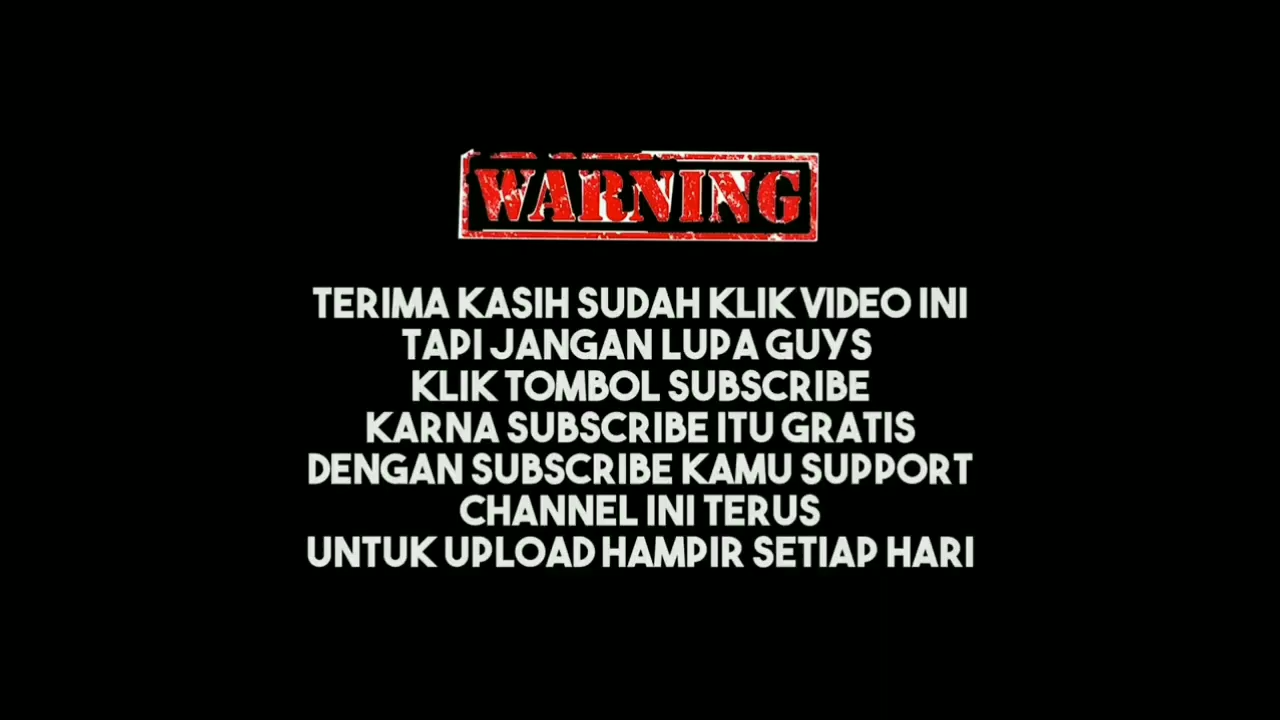 WARNING
TERIMA KASIH SUDAH KLIK VIDEO INI
TAPI JANGAN LUPA GUYS
KLIK TOMBOL SUBSCRIBE
KARNA SUBSCRIBE ITU GRATIS
DENGAN SUBSCRIBE KAMU SUPPORT
CHANNEL INI TERUS
UNTUK UPLOAD HAMPIR SETIAP HARI